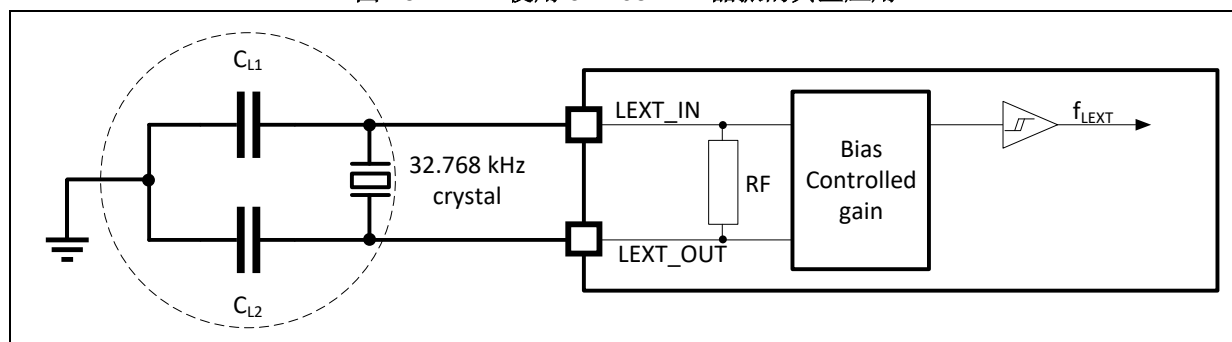 C_L1
LEXT_IN
f_LEXT
32.768 kHz
crystal
RF
Bias
Controlled
gain
LEXT_OUT
C_L2